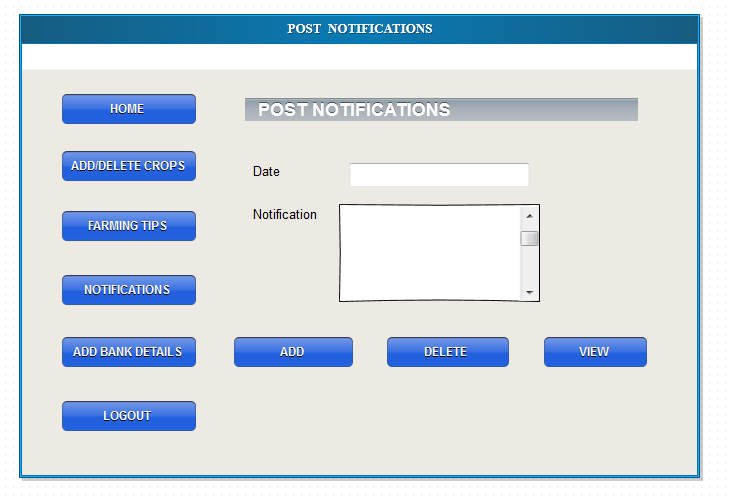 POST NOTIFICATIONS
HOME
POST NOTIFICATIONS
ADD/DELETE CROPS
Date
FARMING TIPS
Notification
NOTIFICATIONS
ADD BANK DETAILS
ADD
DELETE
VIEW
LOGOUT